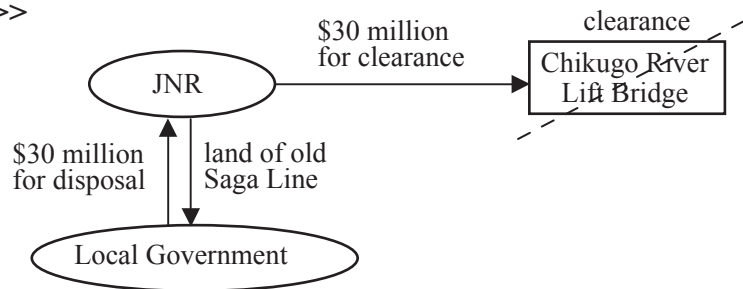 >>
clearance
$30 million
for clearance
Chikugo River
Lift Bridge
JNR
$30 million
for disposal
land of old
Saga Line
Local Government